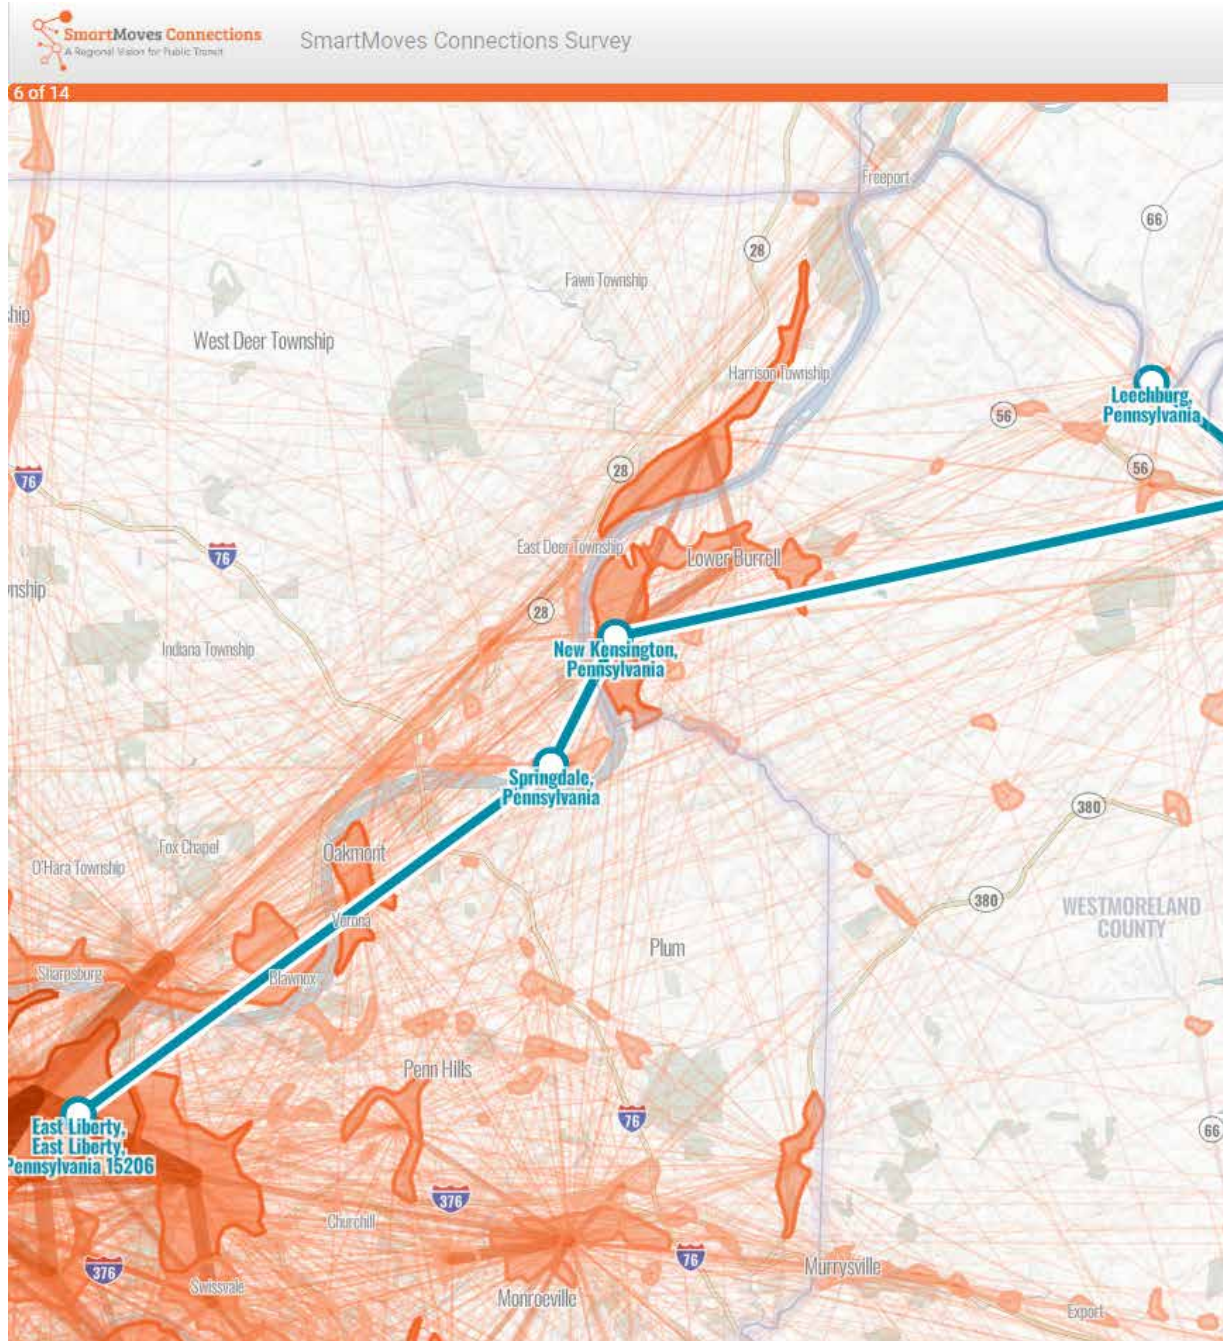 SmartMoves Connections
A Regional Vision for Public Transit
SmartMoves Connections Survey
6 of 14
Freeport
66
28
Fawn Township
ship
West Deer Township
Harrison Township
Leechburg,
Pennsylvania
56
28
76
56
76
East Deer Township
Lower Burrell
nship
28
Indiana Township
New Kensington,
Pennsylvania
Springdale,
Pennsylvania
380
Fox Chapel
Oakmont
O'Hara Township
380
WESTMORELAND
COUNTY
Verona
Plum
Sharpsburg
Blawnox
Penn Hills
East Liberty,
East Liberty,
Pennsylvania 15206
76
66
376
Churchill
376
Swissvale
76
Murrysville
Monroeville
Export